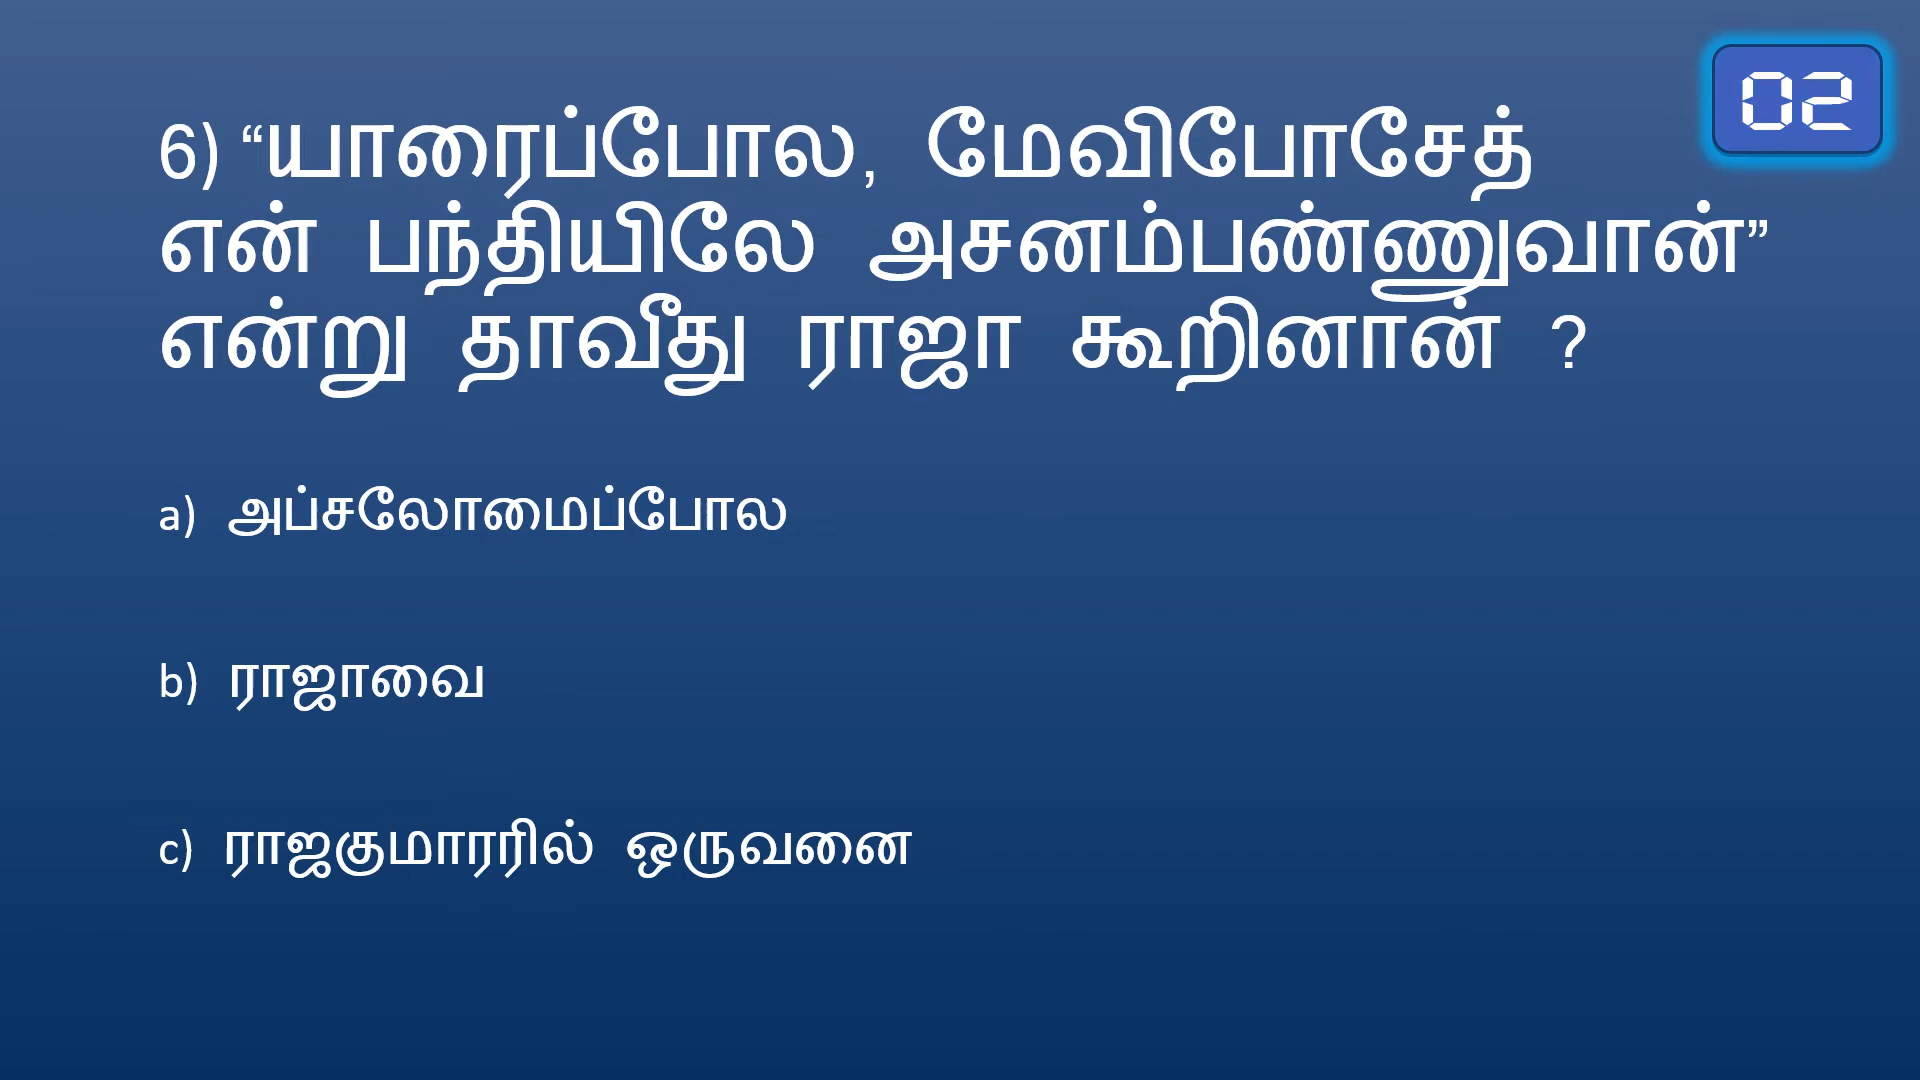 02
6) “யாரைப்போல, மேவிபோசேத்
என் பந்தியிலே அசனம்பண்ணுவான்”
என்று தாவீது ராஜா கூறினான் ?
a) அப்சலோமைப்போல
b) ராஜாவை
c) ராஜகுமாரரில் ஒருவனை